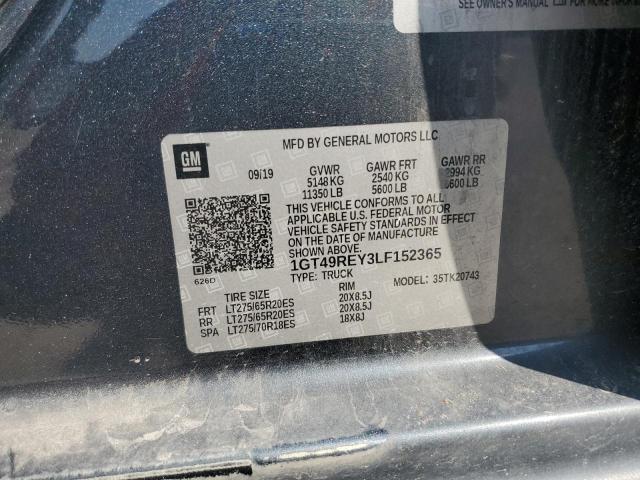 SEE OWNER'S MANUAL FOR MORE
GM
MFD BY GENERAL MOTORS LLC
09/19
GVWR GAWR FRT GAWR RR
5148 KG 2540 KG 2994 KG
11350 LB 5600 LB 6600 LB
THIS VEHICLE CONFORMS TO ALL
APPLICABLE U.S. FEDERAL MOTOR
VEHICLE SAFETY STANDARDS IN
EFFECT ON THE DATE OF MANUFACTURE
SHOWN ABOVE.
1GT49REY3LF152365
TYPE: TRUCK MODEL: 35TK20743
626D
TIRE SIZE RIM
FRT LT275/65R20ES 20X8.5J
RR LT275/65R20ES 20X8.5J
SPA LT275/70R18ES 18X8J